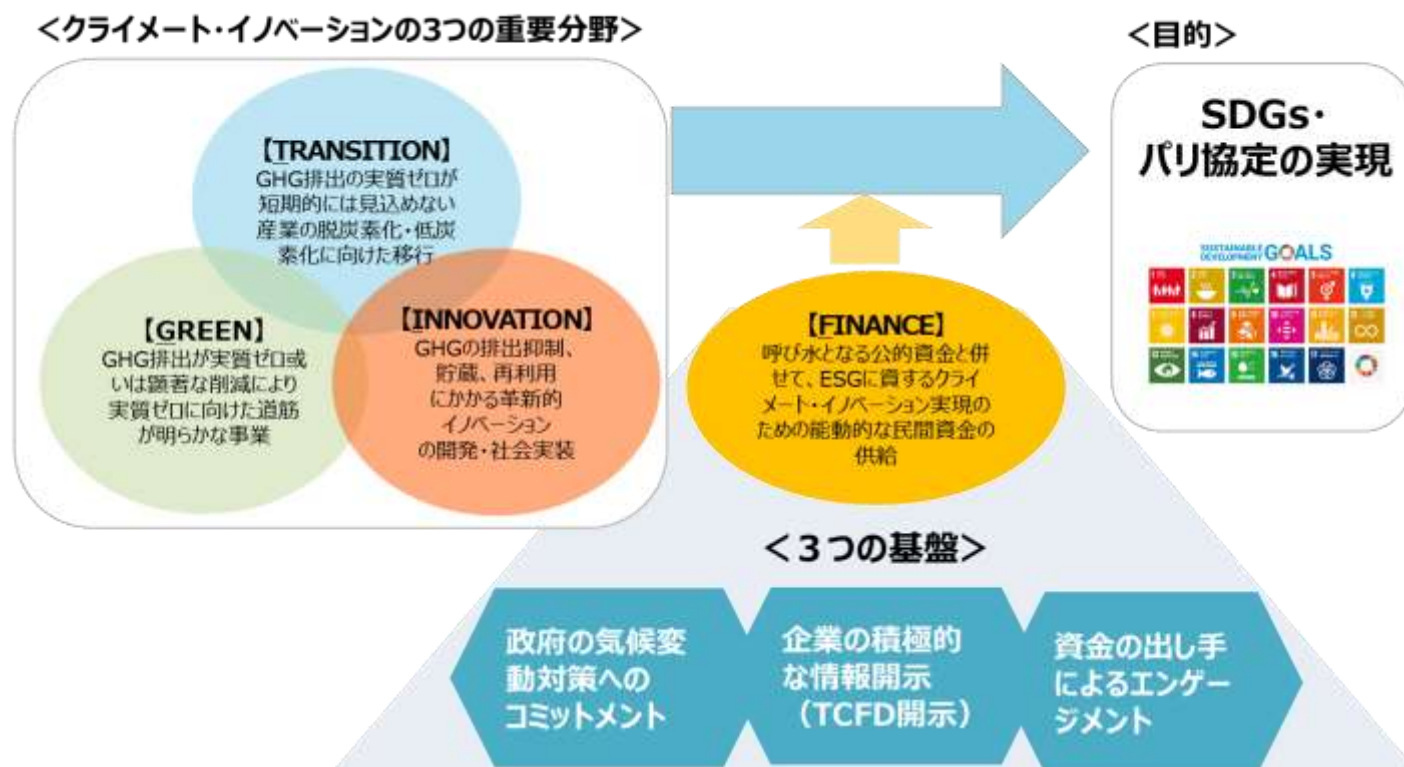 ＜クライメート・イノベーションの3つの重要分野＞
＜目的＞
【TRANSITION】
GHG排出の実質ゼロが
短期的には見込めない
産業の脱炭素化・低炭
素化に向けた移行
【GREEN】
GHG排出が実質ゼロ或
いは顕著な削減により
実質ゼロに向けた道筋
が明らかな事業
【INNOVATION】
GHGの排出抑制、
貯蔵、再利用
にかかる革新的
イノベーション
の開発・社会実装
【FINANCE】
呼び水となる公的資金と併
せて、ESGに資するクライ
メート・イノベーション実現の
ための能動的な民間資金の
供給
SDGs・
パリ協定の実現
SUSTAINABLE
DEVELOPMENT GOALS
＜３つの基盤＞
政府の気候変
動対策への
コミットメント
企業の積極的
な情報開示
（TCFD開示）
資金の出し手
によるエンゲー
ジメント